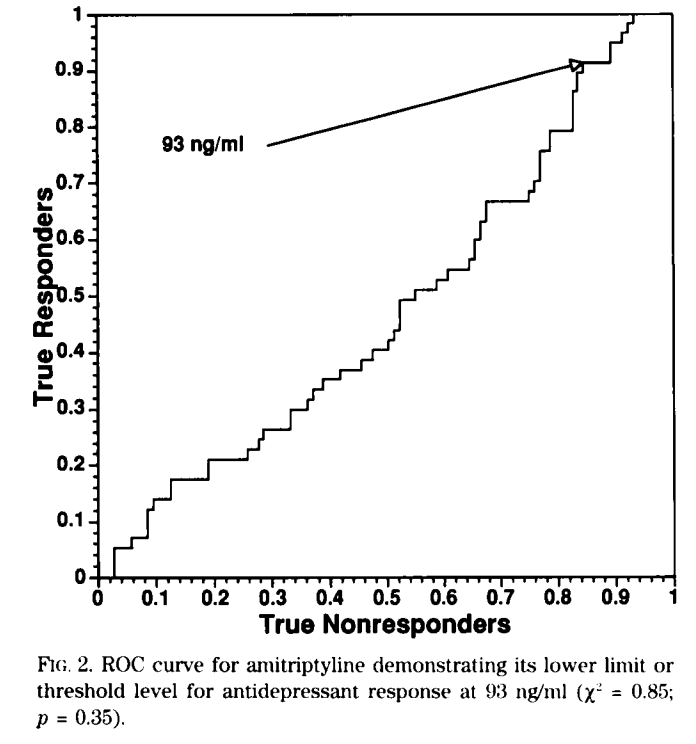 1
0.9
0.8
93 ng/ml
0.7
0.6
0.5
0.4
0.3
0.2
0.1
0
True Responders
0 0.1 0.2 0.3 0.4 0.5 0.6 0.7 0.8 0.9 1
True Nonresponders
FIG. 2. ROC curve for amitriptyline demonstrating its lower limit or
threshold level for antidepressant response at 93 ng/ml (χ² = 0.85;
p = 0.35).